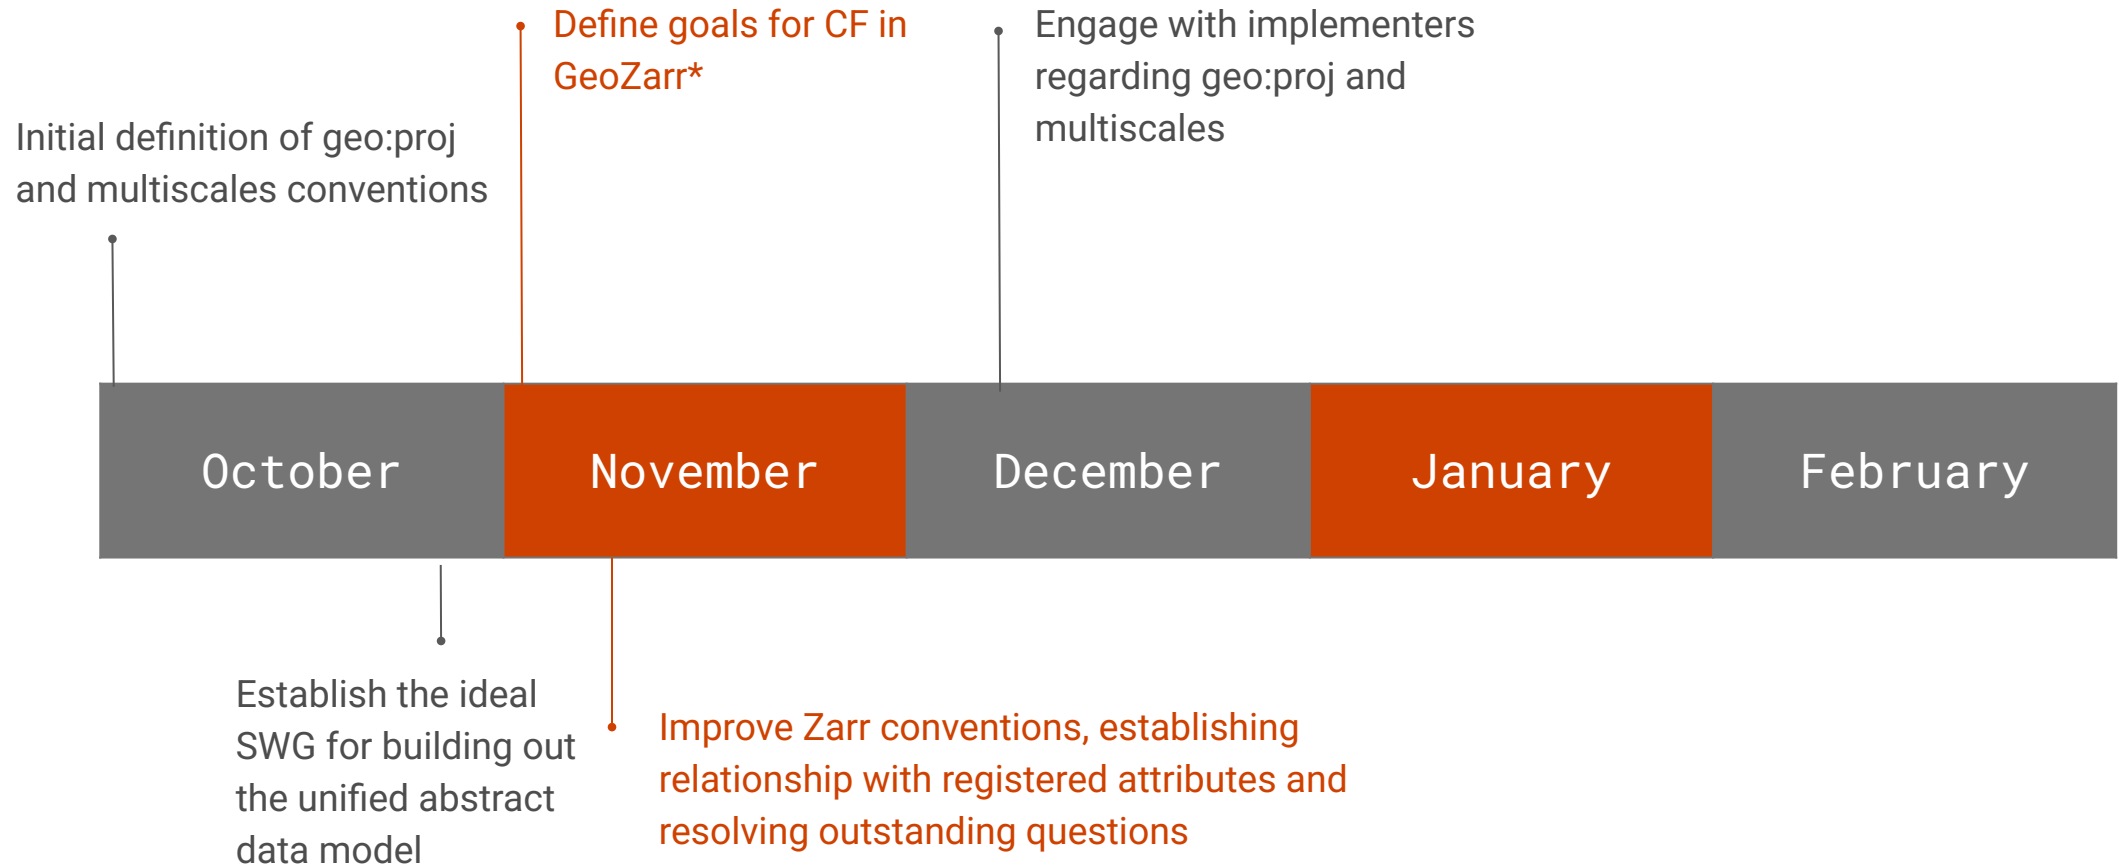 Define goals for CF in
GeoZarr*
Engage with implementers
regarding geo:proj and
multiscales
Initial definition of geo:proj
and multiscales conventions
October
November
December
January
February
Establish the ideal
SWG for building out
the unified abstract
data model
Improve Zarr conventions, establishing
relationship with registered attributes and
resolving outstanding questions